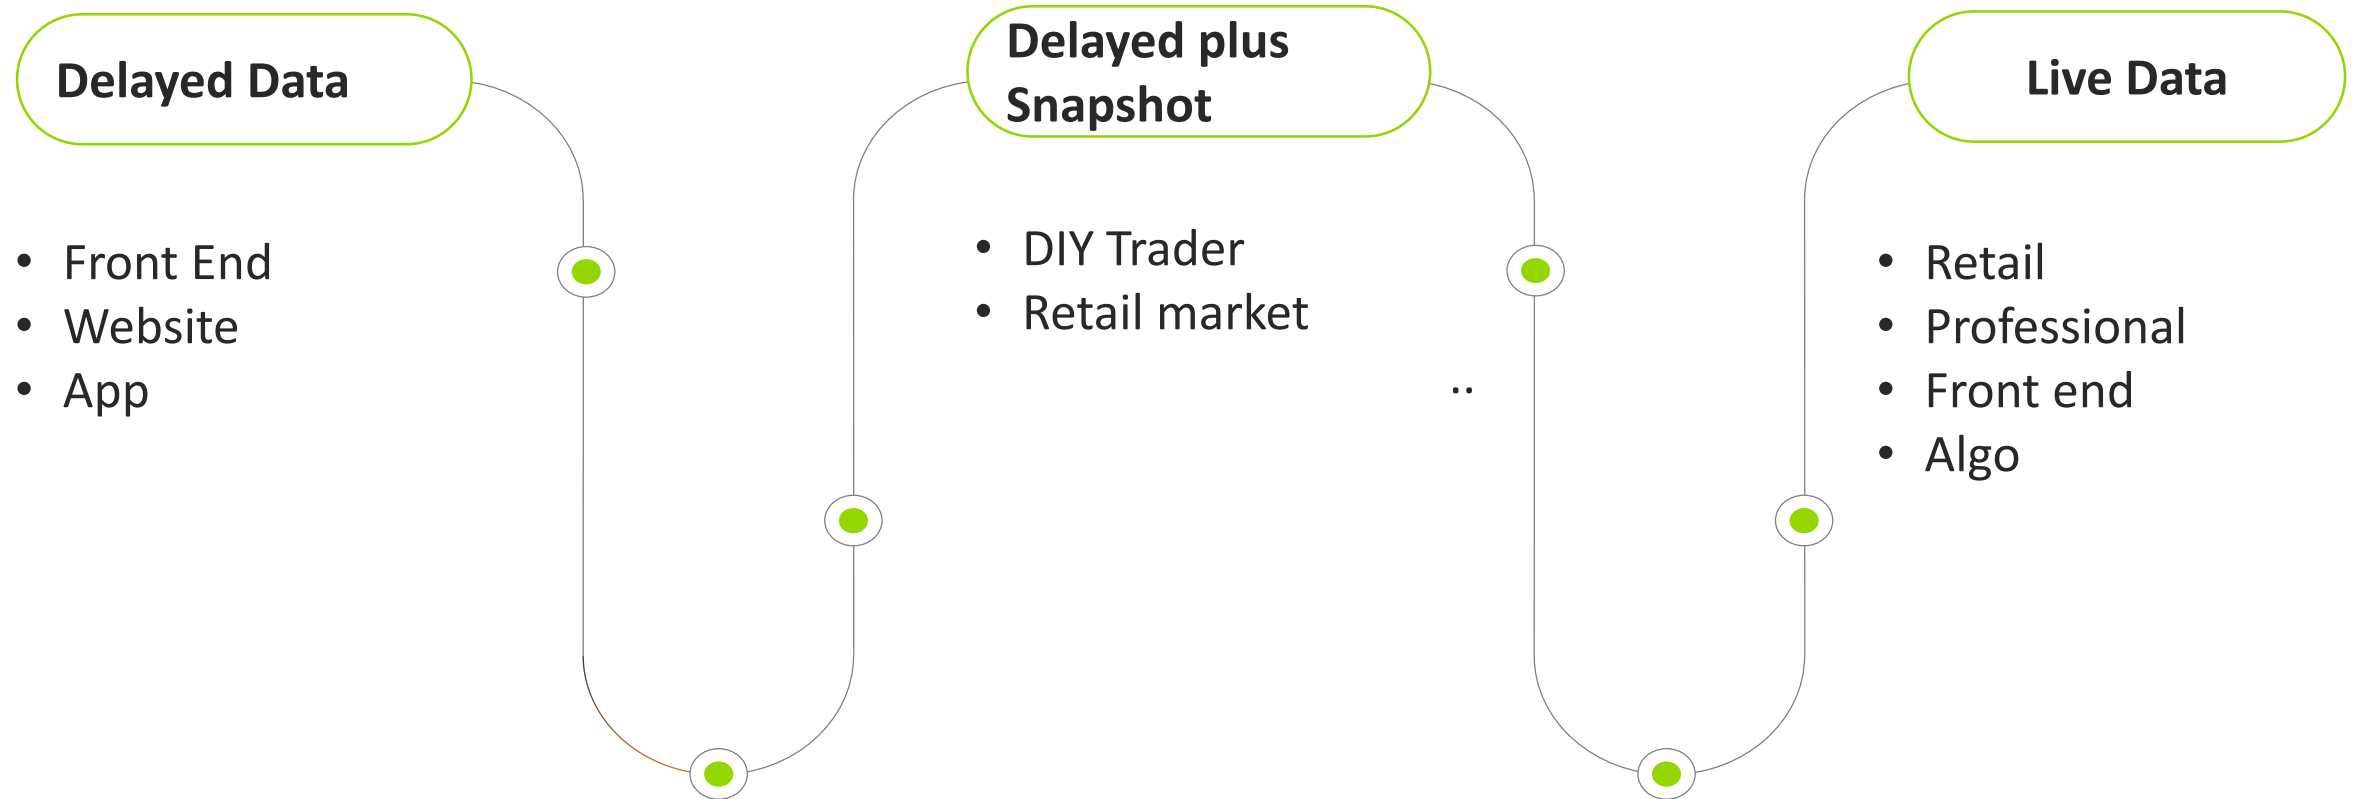 Delayed Data
• Front End
• Website
• App
Delayed plus
Snapshot
• DIY Trader
• Retail market
..
Live Data
• Retail
• Professional
• Front end
• Algo